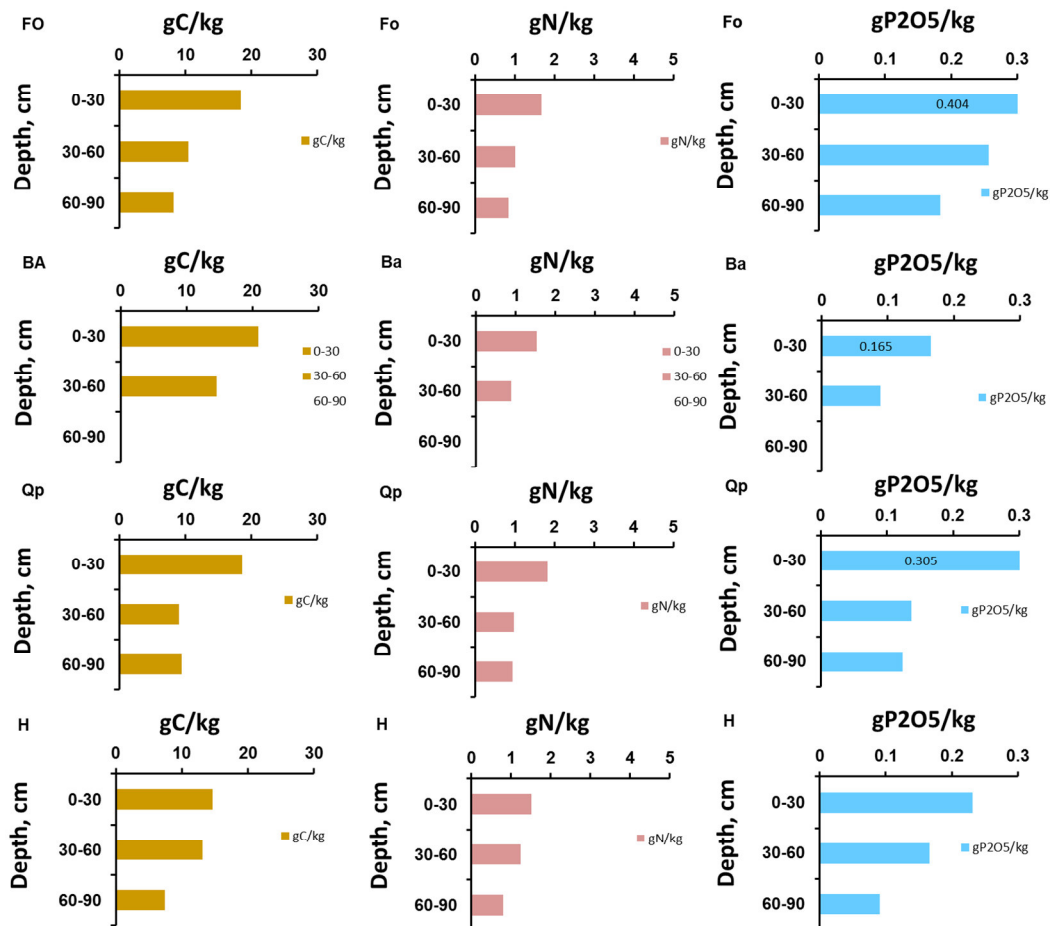 FO
gC/kg
0 10 20 30
Depth, cm
0-30
30-60
60-90
gC/kg
Fo
gN/kg
0 1 2 3 4 5
Depth, cm
0-30
30-60
60-90
gN/kg
Fo
gP2O5/kg
0 0.1 0.2 0.3
Depth, cm
0-30
30-60
60-90
0.404
gP2O5/kg
BA
gC/kg
0 10 20 30
Depth, cm
0-30
30-60
60-90
0-30
30-60
60-90
Ba
gN/kg
0 1 2 3 4 5
Depth, cm
0-30
30-60
60-90
0-30
30-60
60-90
Ba
gP2O5/kg
0 0.1 0.2 0.3
Depth, cm
0-30
30-60
60-90
0.165
gP2O5/kg
Qp
gC/kg
0 10 20 30
Depth, cm
0-30
30-60
60-90
gC/kg
Qp
gN/kg
0 1 2 3 4 5
Depth, cm
0-30
30-60
60-90
gN/kg
Qp
gP2O5/kg
0 0.1 0.2 0.3
Depth, cm
0-30
30-60
60-90
0.305
gP2O5/kg
H
gC/kg
0 10 20 30
Depth, cm
0-30
30-60
60-90
gC/kg
H
gN/kg
0 1 2 3 4 5
Depth, cm
0-30
30-60
60-90
gN/kg
H
gP2O5/kg
0 0.1 0.2 0.3
Depth, cm
0-30
30-60
60-90
gP2O5/kg